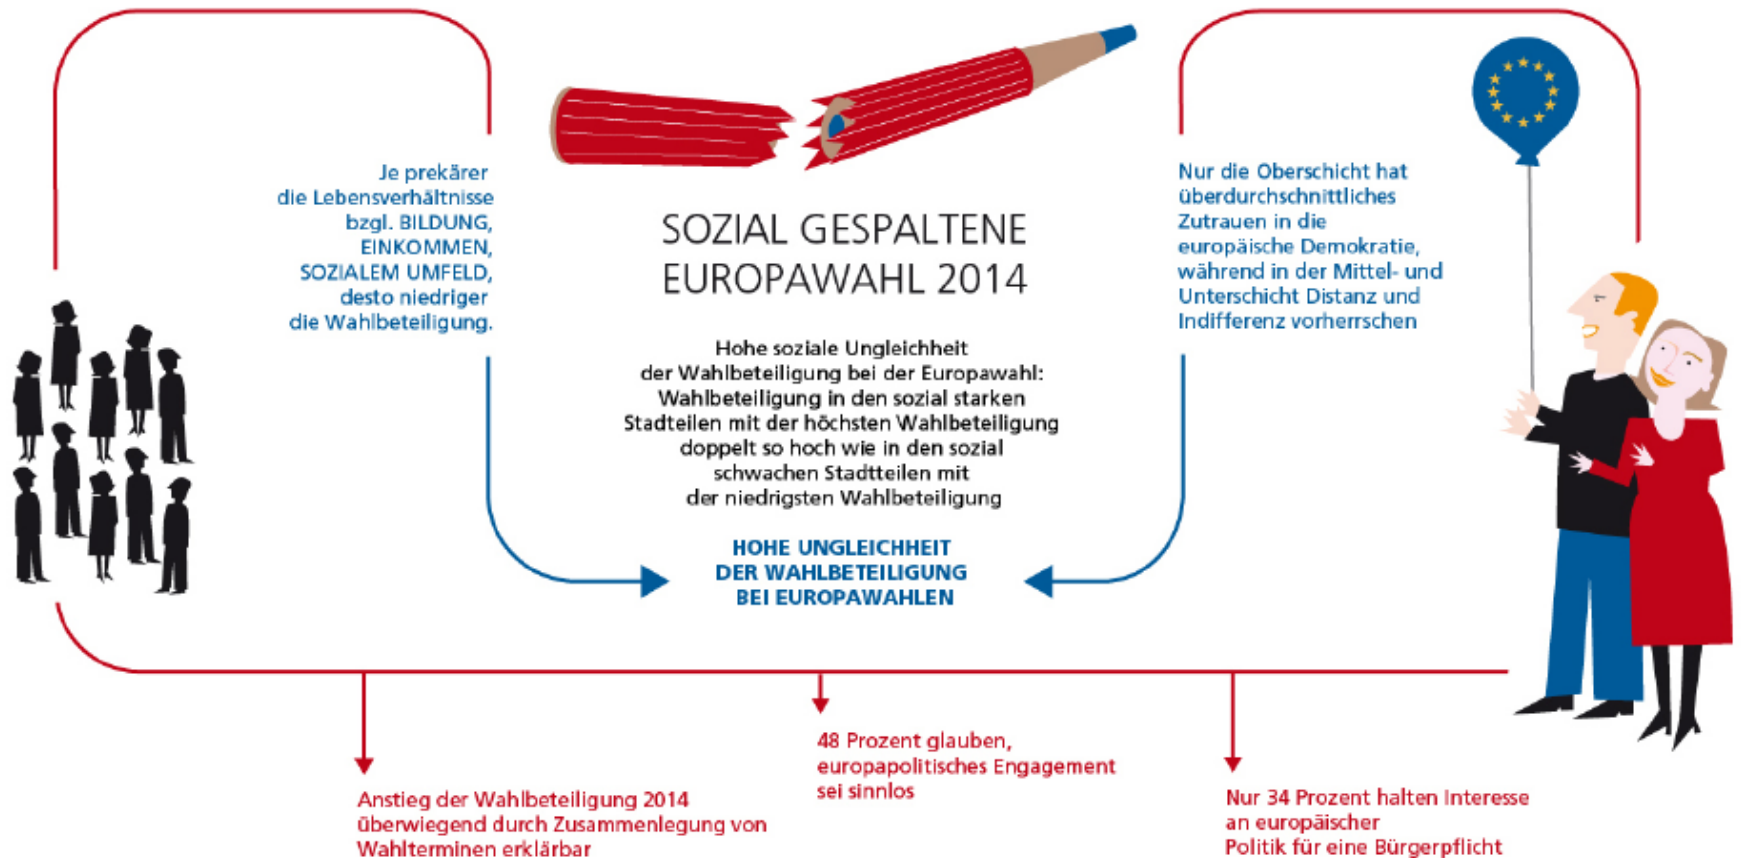 Je prekärer
die Lebensverhältnisse
bzgl. BILDUNG,
EINKOMMEN,
SOZIALEM UMFELD,
desto niedriger
die Wahlbeteiligung.
SOZIAL GESPALTENE
EUROPAWAHL 2014
Hohe soziale Ungleichheit
der Wahlbeteiligung bei der Europawahl:
Wahlbeteiligung in den sozial starken
Stadteilen mit der höchsten Wahlbeteiligung
doppelt so hoch wie in den sozial
schwachen Stadtteilen mit
der niedrigsten Wahlbeteiligung
HOHE UNGLEICHHEIT
DER WAHLBETEILIGUNG
BEI EUROPAWAHLEN
Nur die Oberschicht hat
überdurchschnittliches
Zutrauen in die
europäische Demokratie,
während in der Mittel- und
Unterschicht Distanz und
Indifferenz vorherrschen
Anstieg der Wahlbeteiligung 2014
überwiegend durch Zusammenlegung von
Wahlterminen erklärbar
48 Prozent glauben,
europapolitisches Engagement
sei sinnlos
Nur 34 Prozent halten Interesse
an europäischer
Politik für eine Bürgerpflicht